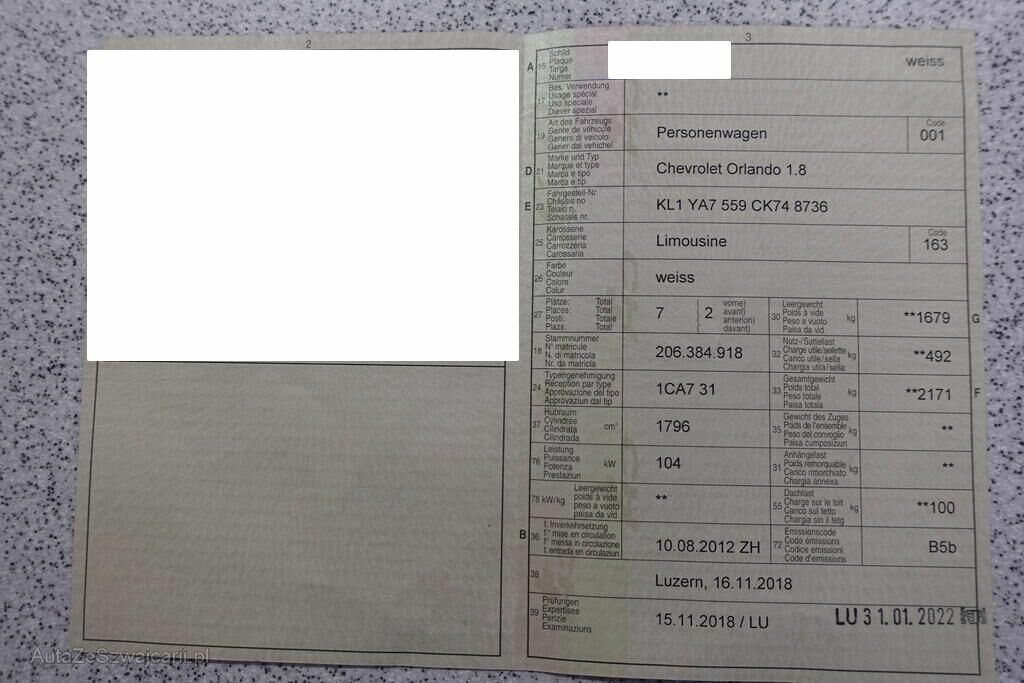 2
3
A 15 Schild
Plaque
Targa
Numer
weiss
17 Bes. Verwendung
Usage spécial
Uso speciale
Diever spezial
**
19 Art des Fahrzeugs
Genre de véhicule
Genere di veicolo
Gener dal vehichel
Personenwagen
Code
001
D 21 Marke und Typ
Marque et type
Marca e tipo
Marca e tip
Chevrolet Orlando 1.8
E 23 Fahrgestell-Nr.
Châssis no
Telaio n.
Schassis nr.
KL1 YA7 559 CK74 8736
25 Karosserie
Carrosserie
Carrozzeria
Carossaria
Limousine
Code
163
26 Farbe
Couleur
Colore
Colur
weiss
27 Plätze: Total
Places: Total
Posti: Totale
Plaza: Total
7
2
vorne)
avant)
anteriori)
davant)
30 Leergewicht
Poids à vide
Peso a vuoto
Paisa da vid
kg
**1679
G
18 Stammnummer
N° matricule
N. di matricola
Nr. da matricla
206.384.918
32 Nutz-/Sattellast
Charge utile/sellette
Carico utile/sella
Chargia utila/sella
kg
**492
24 Typengenehmigung
Réception par type
Approvazione del tipo
Approvaziun dal tip
1CA7 31
33 Gesamtgewicht
Poids total
Peso totale
Paisa totala
kg
**2171
F
37 Hubraum
Cylindrée
Cilindrata
Cilindrada
cm³
1796
35 Gewicht des Zuges
Poids de l'ensemble
Peso del convoglio
Paisa cumposiziun
kg
**
76 Leistung
Puissance
Potenza
Prestaziun
kW
104
31 Anhängelast
Poids remorquable
Carico rimorchiato
Chargia annexa
kg
**
78 kW/kg Leergewicht
poids à vide
peso a vuoto
paisa da vid
**
55 Dachlast
Charge sur le toit
Carico sul tetto
Chargia sin il tetg
kg
**100
B 36 1. Inverkehrsetzung
1re mise en circulation
1a messa in circolazione
1. entrada en circulaziun
10.08.2012 ZH
72 Emissionscode
Code émissions
Codice emissioni
Code d'emissiuns
B5b
38
Luzern, 16.11.2018
39 Prüfungen
Expertises
Perizie
Examinaziuns
15.11.2018 / LU
LU 3 1. 01. 2022
AutaZeSzwajcarii.pl